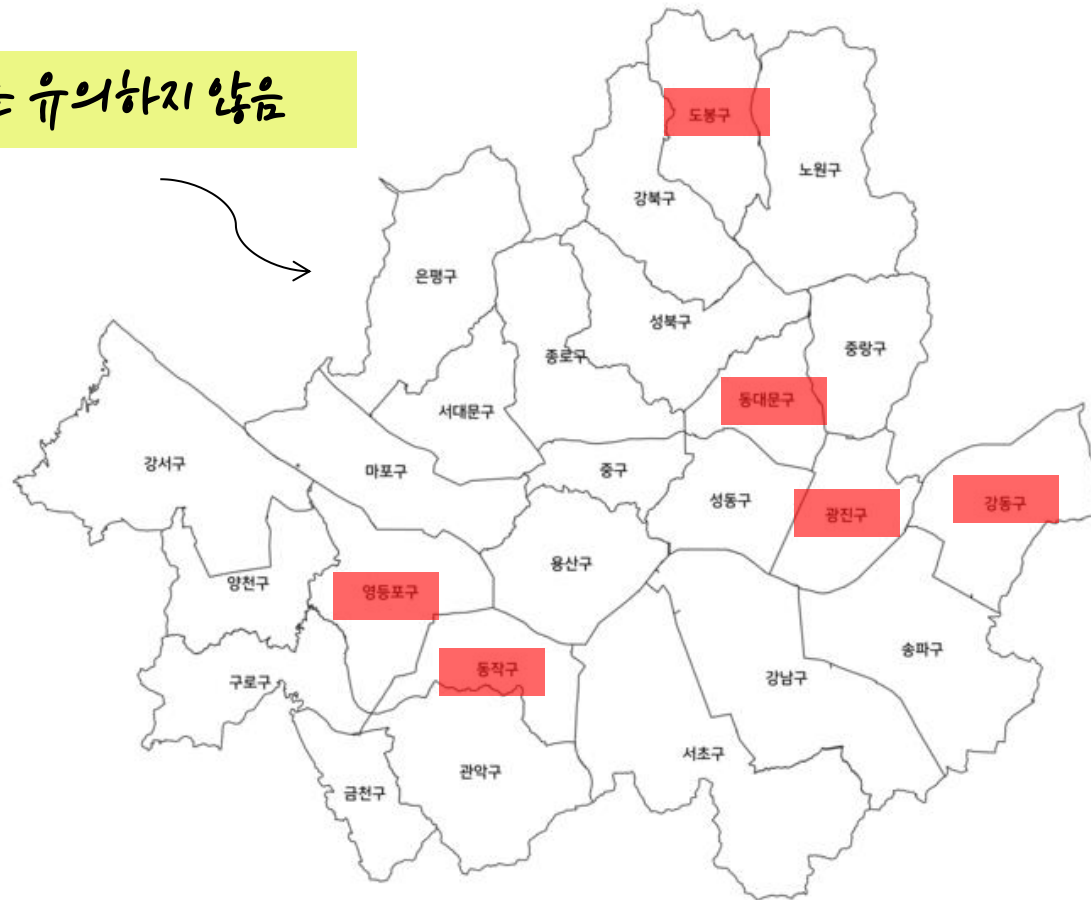 유의하지 않음
도봉구
노원구
강북구
은평구
성북구
중랑구
종로구
동대문구
서대문구
강서구
마포구
중구
성동구
강동구
광진구
용산구
양천구
영등포구
송파구
동작구
강남구
구로구
서초구
관악구
금천구